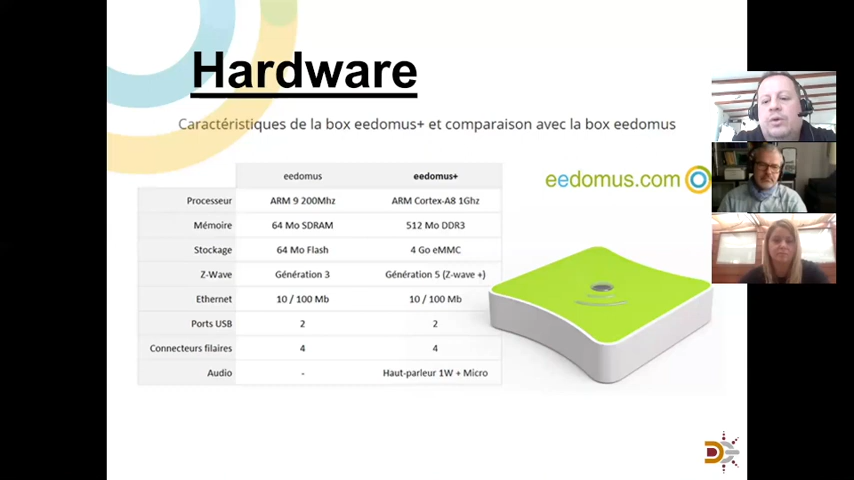 Hardware
Caractéristiques de la box eedomus+ et comparaison avec la box eedomus
eedomus eedomus+
Processeur ARM 9 200Mhz ARM Cortex-A8 1Ghz
Mémoire 64 Mo SDRAM 512 Mo DDR3
Stockage 64 Mo Flash 4 Go eMMC
Z-Wave Génération 3 Génération 5 (Z-wave +)
Ethernet 10 / 100 Mb 10 / 100 Mb
Ports USB 2 2
Connecteurs filaires 4 4
Audio - Haut-parleur 1W + Micro
eedomus.com